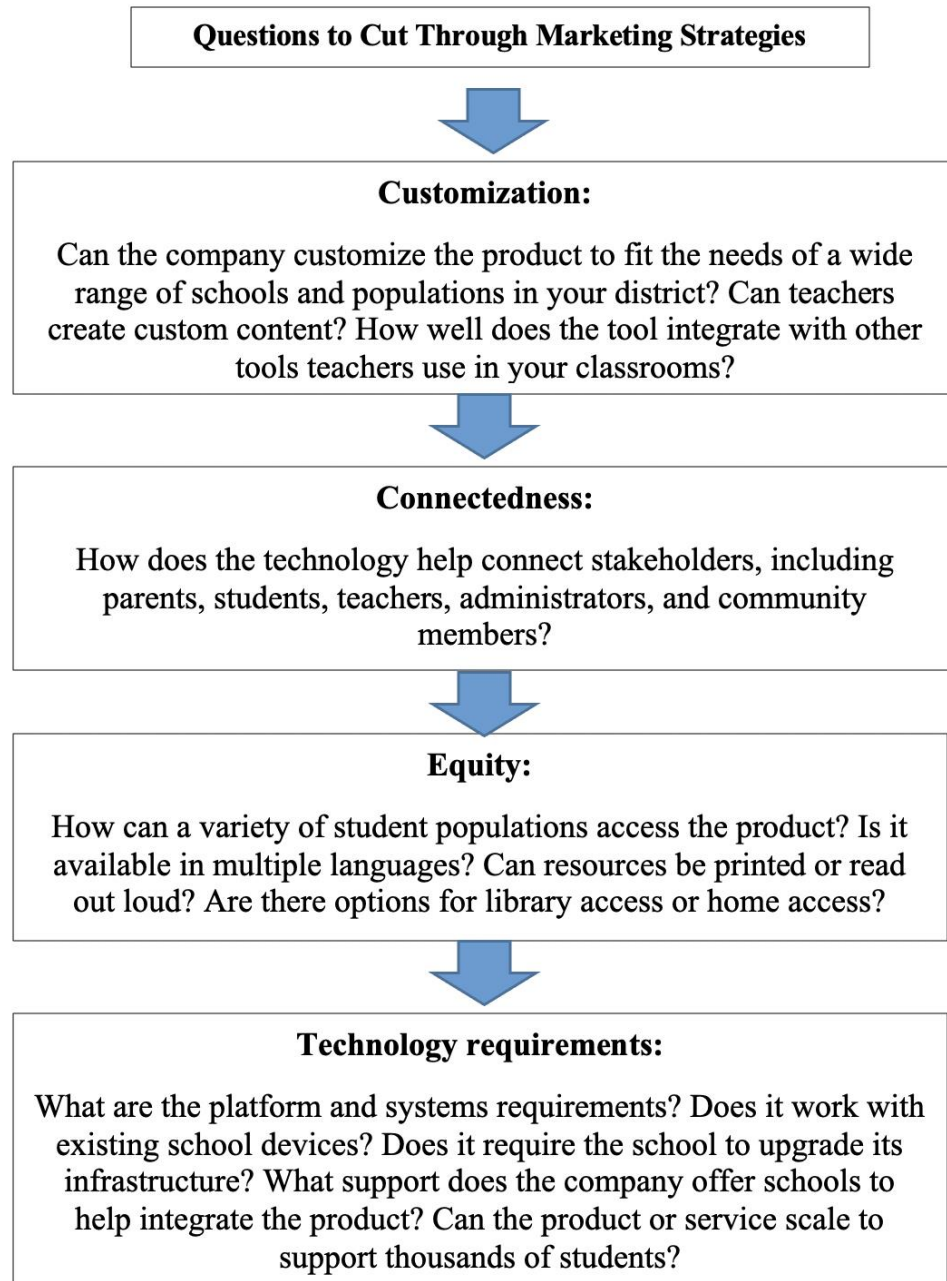 Questions to Cut Through Marketing Strategies
Customization:
Can the company customize the product to fit the needs of a wide
range of schools and populations in your district? Can teachers
create custom content? How well does the tool integrate with other
tools teachers use in your classrooms?
Connectedness:
How does the technology help connect stakeholders, including
parents, students, teachers, administrators, and community
members?
Equity:
How can a variety of student populations access the product? Is it
available in multiple languages? Can resources be printed or read
out loud? Are there options for library access or home access?
Technology requirements:
What are the platform and systems requirements? Does it work with
existing school devices? Does it require the school to upgrade its
infrastructure? What support does the company offer schools to
help integrate the product? Can the product or service scale to
support thousands of students?